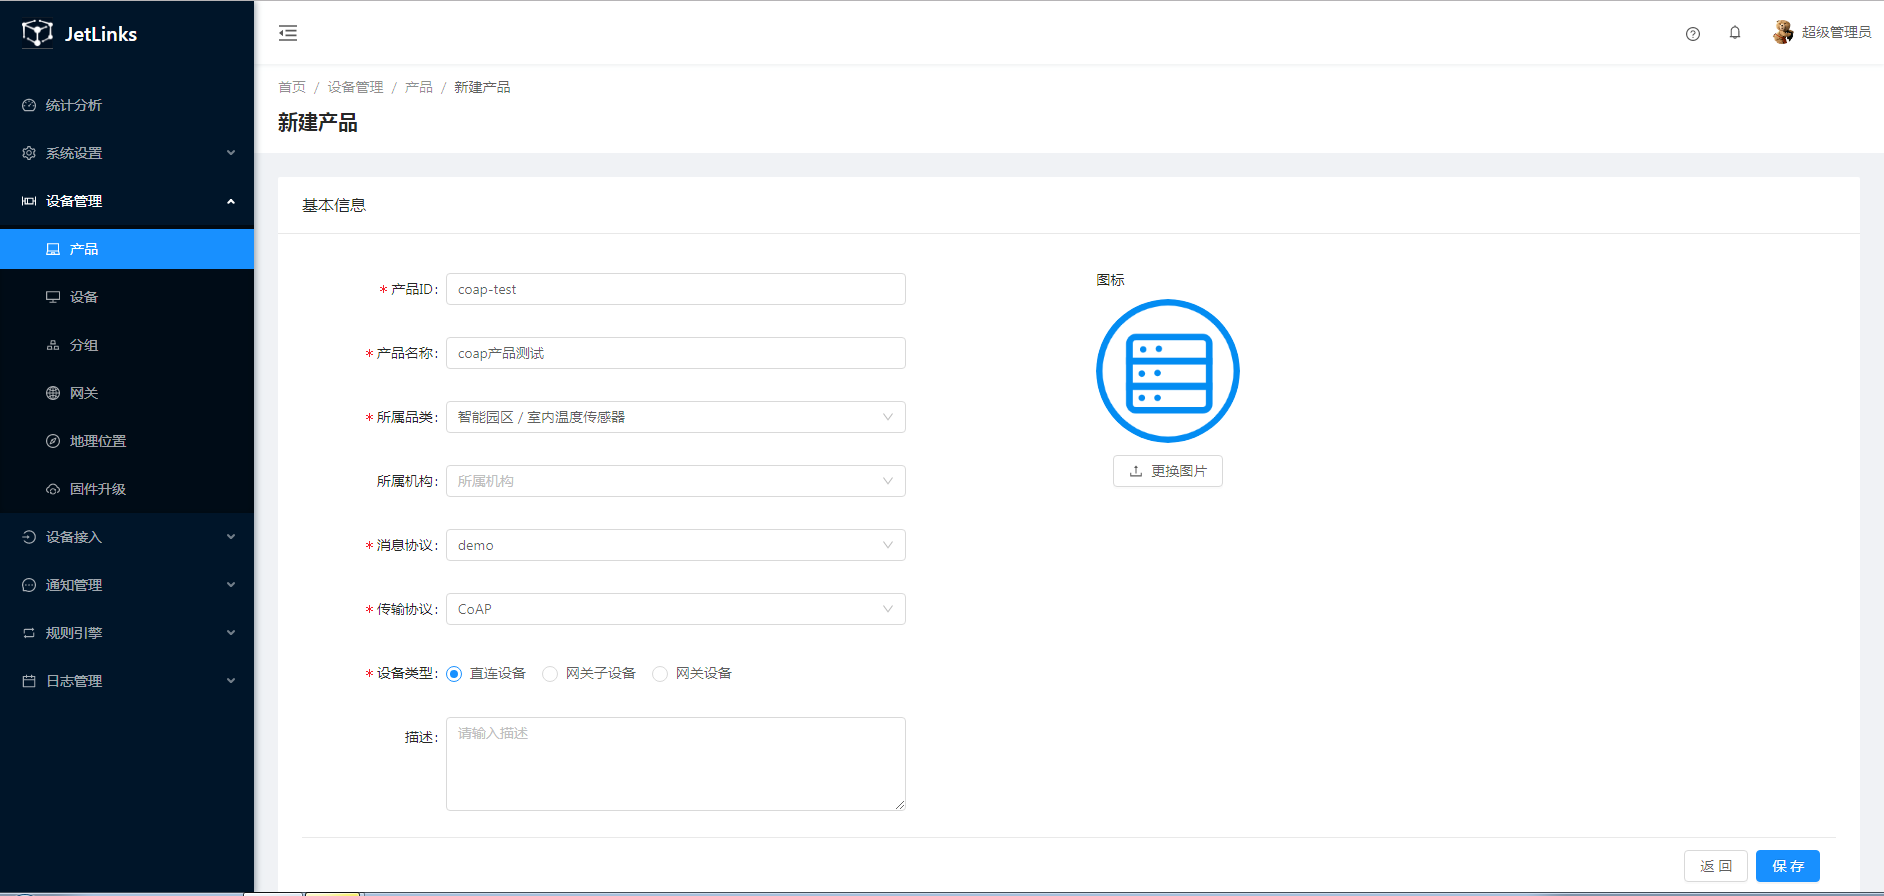 JetLinks
超级管理员
统计分析
系统设置
设备管理
产品
设备
分组
网关
地理位置
固件升级
设备接入
通知管理
规则引擎
日志管理
首页 / 设备管理 / 产品 / 新建产品
新建产品
基本信息
* 产品ID: coap-test
* 产品名称: coap产品测试
* 所属品类: 智能园区 / 室内温度传感器
所属机构: 所属机构
* 消息协议: demo
* 传输协议: CoAP
* 设备类型: 直连设备 网关子设备 网关设备
描述: 请输入描述
图标
更换图片
返 回
保 存